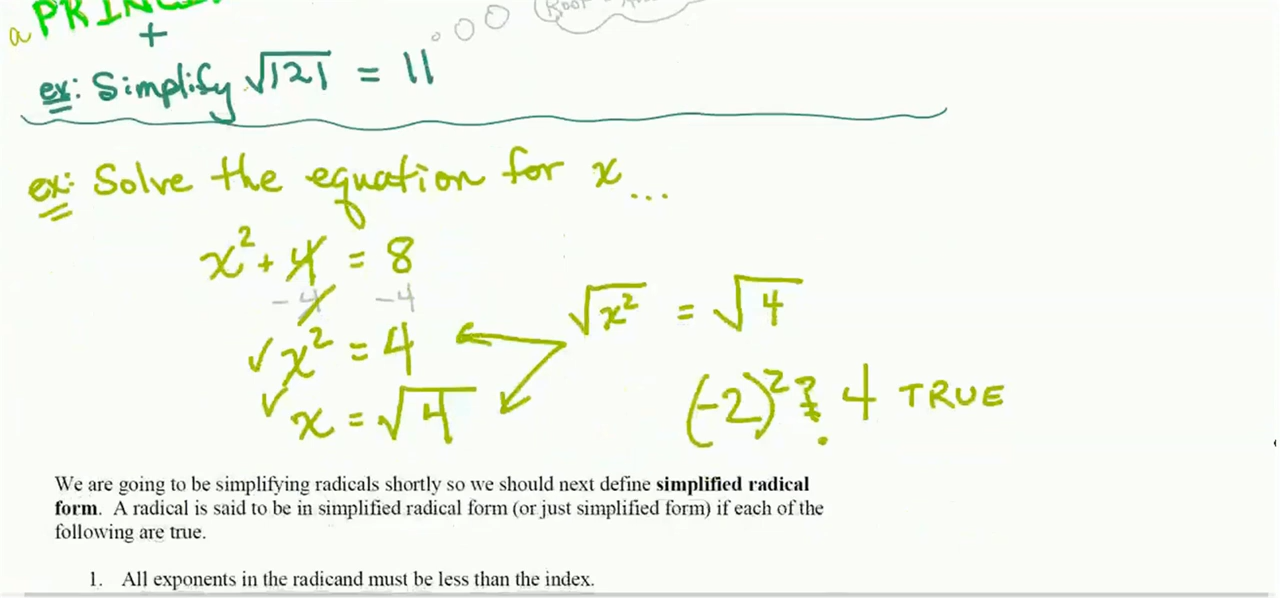 a PRINC
+
ex: Simplify √121 = 11
ex: Solve the equation for x ...
x² + 4 = 8
-4 -4
√x² = √4
✓ x² = 4
✓ x = √4
(-2)² ≟ 4 TRUE
We are going to be simplifying radicals shortly so we should next define simplified radical
form. A radical is said to be in simplified radical form (or just simplified form) if each of the
following are true.
1. All exponents in the radicand must be less than the index.